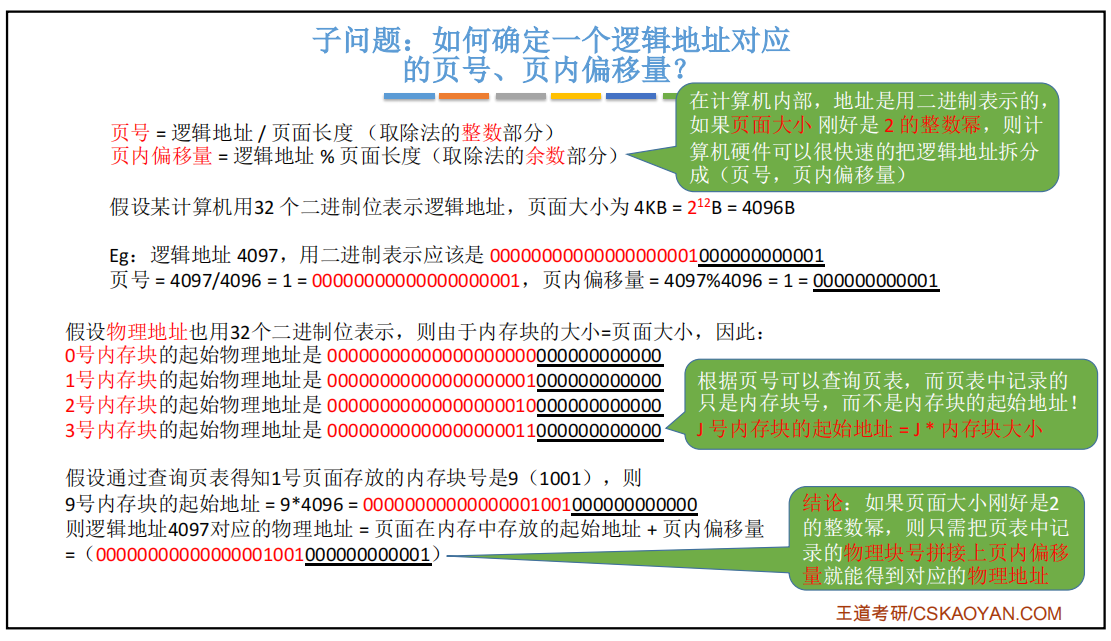 子问题：如何确定一个逻辑地址对应
的页号、页内偏移量？
在计算机内部，地址是用二进制表示的，
如果页面大小 刚好是 2 的整数幂，则计
算机硬件可以很快速的把逻辑地址拆分
成（页号，页内偏移量）
页号 = 逻辑地址 / 页面长度 （取除法的整数部分）
页内偏移量 = 逻辑地址 % 页面长度（取除法的余数部分）
假设某计算机用32 个二进制位表示逻辑地址，页面大小为 4KB = 2¹²B = 4096B
Eg：逻辑地址 4097，用二进制表示应该是 00000000000000000001000000000001
页号 = 4097/4096 = 1 = 00000000000000000001，页内偏移量 = 4097%4096 = 1 = 000000000001
假设物理地址也用32个二进制位表示，则由于内存块的大小=页面大小，因此：
0号内存块的起始物理地址是 00000000000000000000000000000000
1号内存块的起始物理地址是 00000000000000000001000000000000
2号内存块的起始物理地址是 00000000000000000010000000000000
3号内存块的起始物理地址是 00000000000000000011000000000000
根据页号可以查询页表，而页表中记录的
只是内存块号，而不是内存块的起始地址！
J 号内存块的起始地址 = J * 内存块大小
假设通过查询页表得知1号页面存放的内存块号是9（1001），则
9号内存块的起始地址 = 9*4096 = 00000000000000001001000000000000
则逻辑地址4097对应的物理地址 = 页面在内存中存放的起始地址 + 页内偏移量
=（00000000000000001001000000000001）
结论：如果页面大小刚好是2
的整数幂，则只需把页表中记
录的物理块号拼接上页内偏移
量就能得到对应的物理地址
王道考研/CSKAOYAN.COM